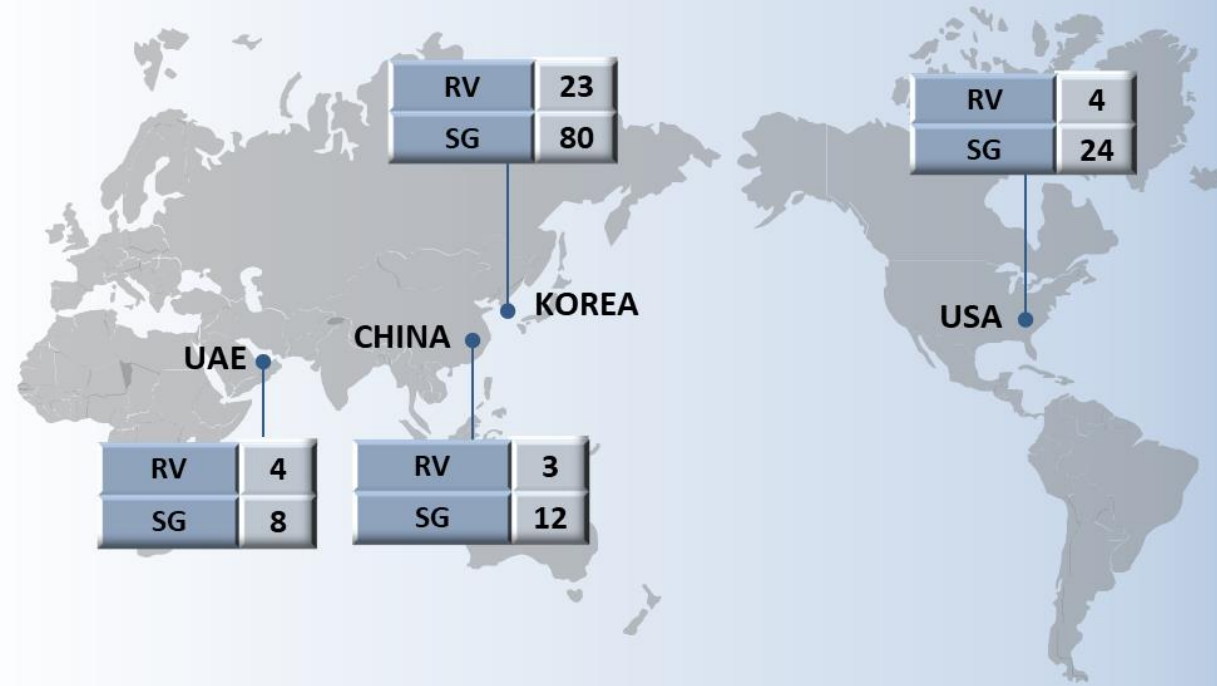 RV 23
SG 80
KOREA
RV 4
SG 24
USA
CHINA
RV 3
SG 12
UAE
RV 4
SG 8